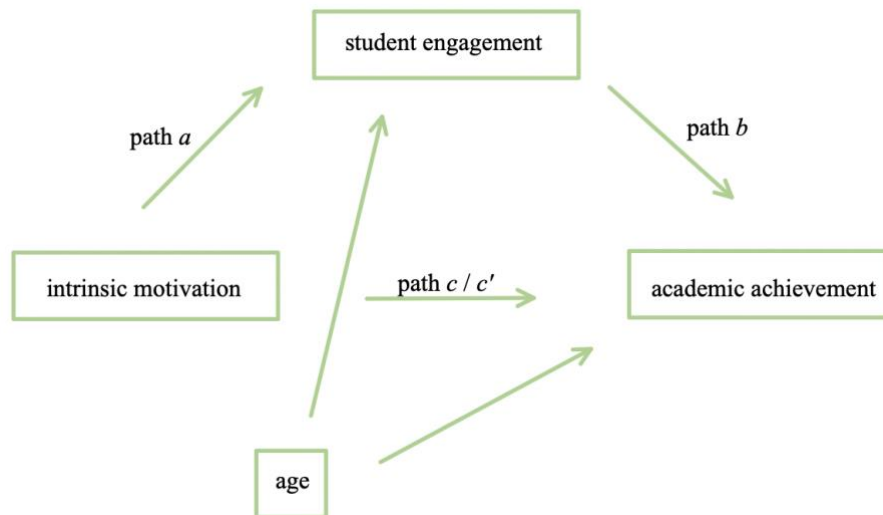 student engagement
path a
path b
intrinsic motivation
path c / c′
academic achievement
age